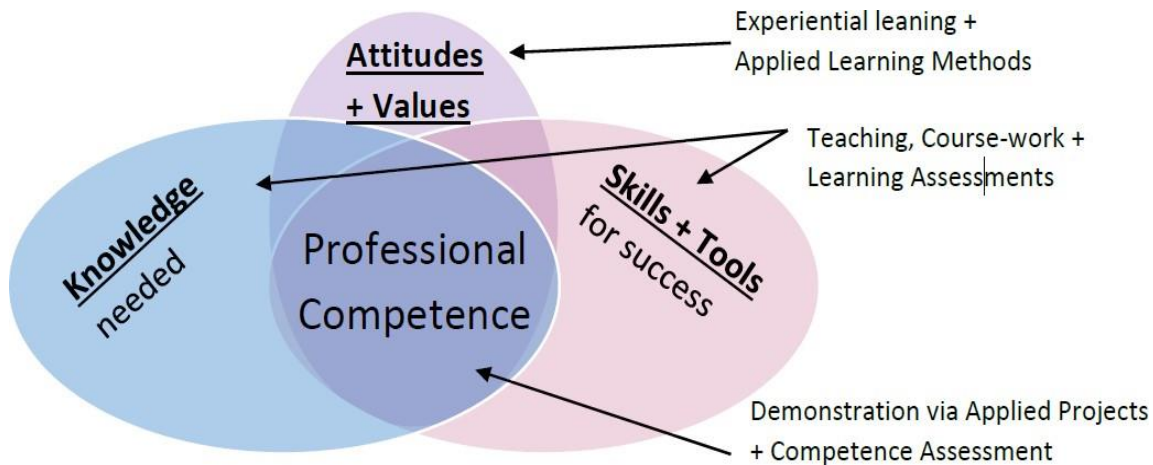 Attitudes
+ Values
Experiential leaning +
Applied Learning Methods
Teaching, Course-work +
Learning Assessments
Knowledge
needed
Skills + Tools
for success
Professional
Competence
Demonstration via Applied Projects
+ Competence Assessment